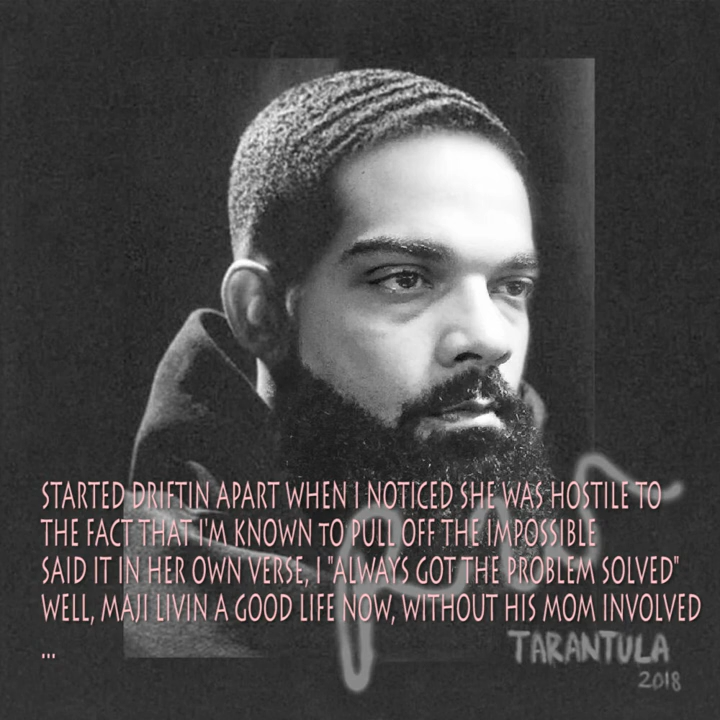 STARTED DRIFTIN APART WHEN I NOTICED SHE WAS HOSTILE TO
THE FACT THAT I'M KNOWN TO PULL OFF THE IMPOSSIBLE
SAID IT IN HER OWN VERSE, I "ALWAYS GOT THE PROBLEM SOLVED"
WELL, MAJI LIVIN A GOOD LIFE NOW, WITHOUT HIS MOM INVOLVED
...
TARANTULA
2018